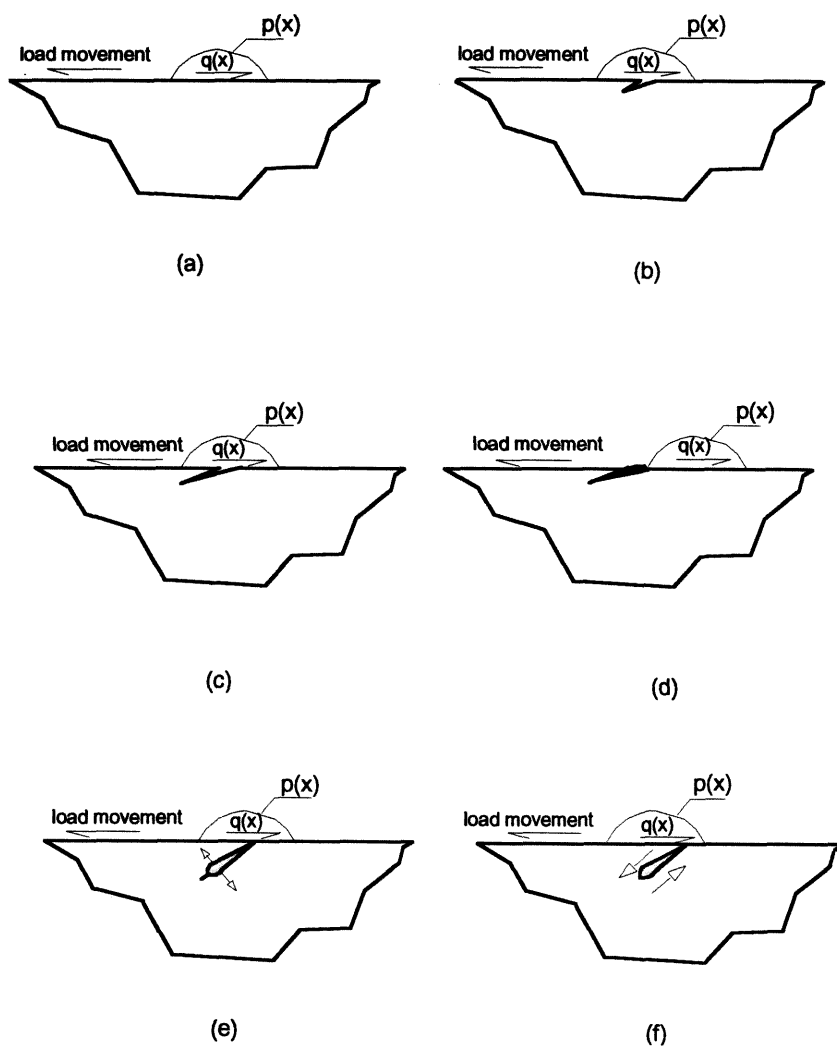 p(x)
load movement
q(x)
(a)
p(x)
load movement
q(x)
(b)
p(x)
load movement
q(x)
(c)
p(x)
load movement
q(x)
(d)
p(x)
load movement
q(x)
(e)
p(x)
load movement
q(x)
(f)